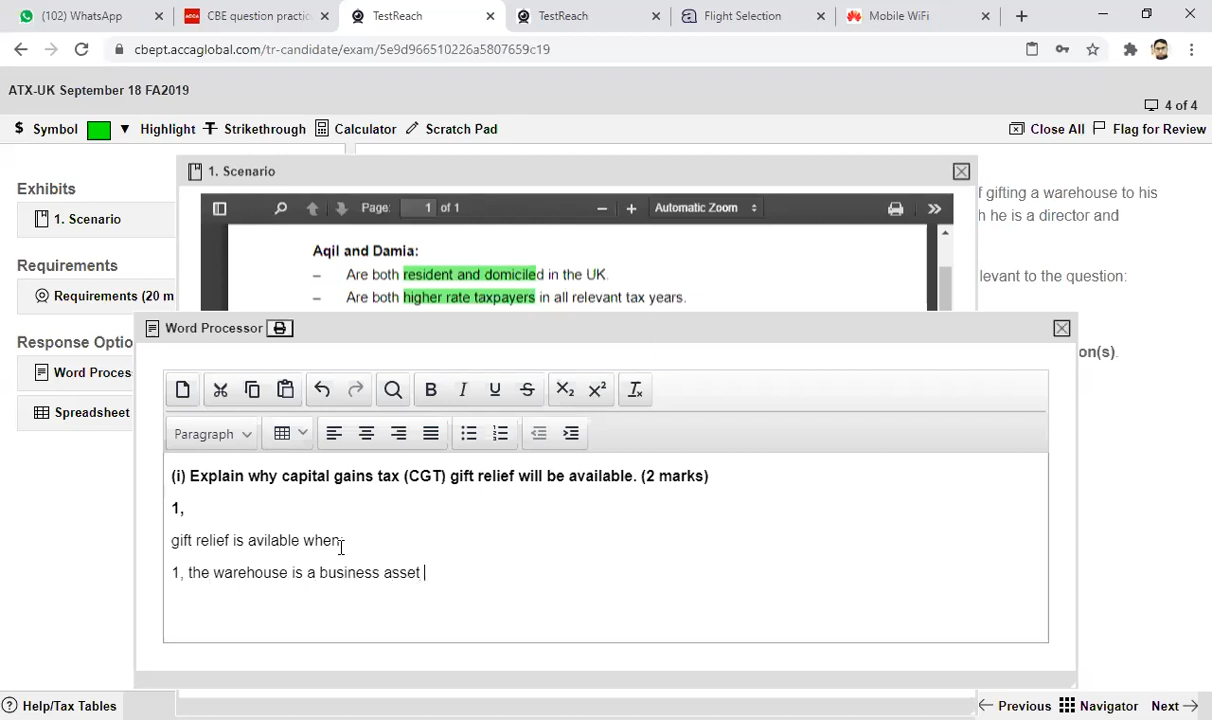 (102) WhatsApp
CBE question practic
TestReach
TestReach
Flight Selection
Mobile WiFi
cbept.accaglobal.com/tr-candidate/exam/5e9d966510226a5807659c19
ATX-UK September 18 FA2019
4 of 4
$ Symbol Highlight Strikethrough Calculator Scratch Pad Close All Flag for Review
Exhibits
1. Scenario
Requirements
Requirements (20 m
Response Optio
Word Proces
Spreadsheet
1. Scenario
Page: 1 of 1 Automatic Zoom
Aqil and Damia:
– Are both resident and domiciled in the UK.
– Are both higher rate taxpayers in all relevant tax years.
f gifting a warehouse to his
h he is a director and
levant to the question:
on(s).
Word Processor
Paragraph
(i) Explain why capital gains tax (CGT) gift relief will be available. (2 marks)
1,
gift relief is avilable when
1, the warehouse is a business asset
Help/Tax Tables
Previous Navigator Next